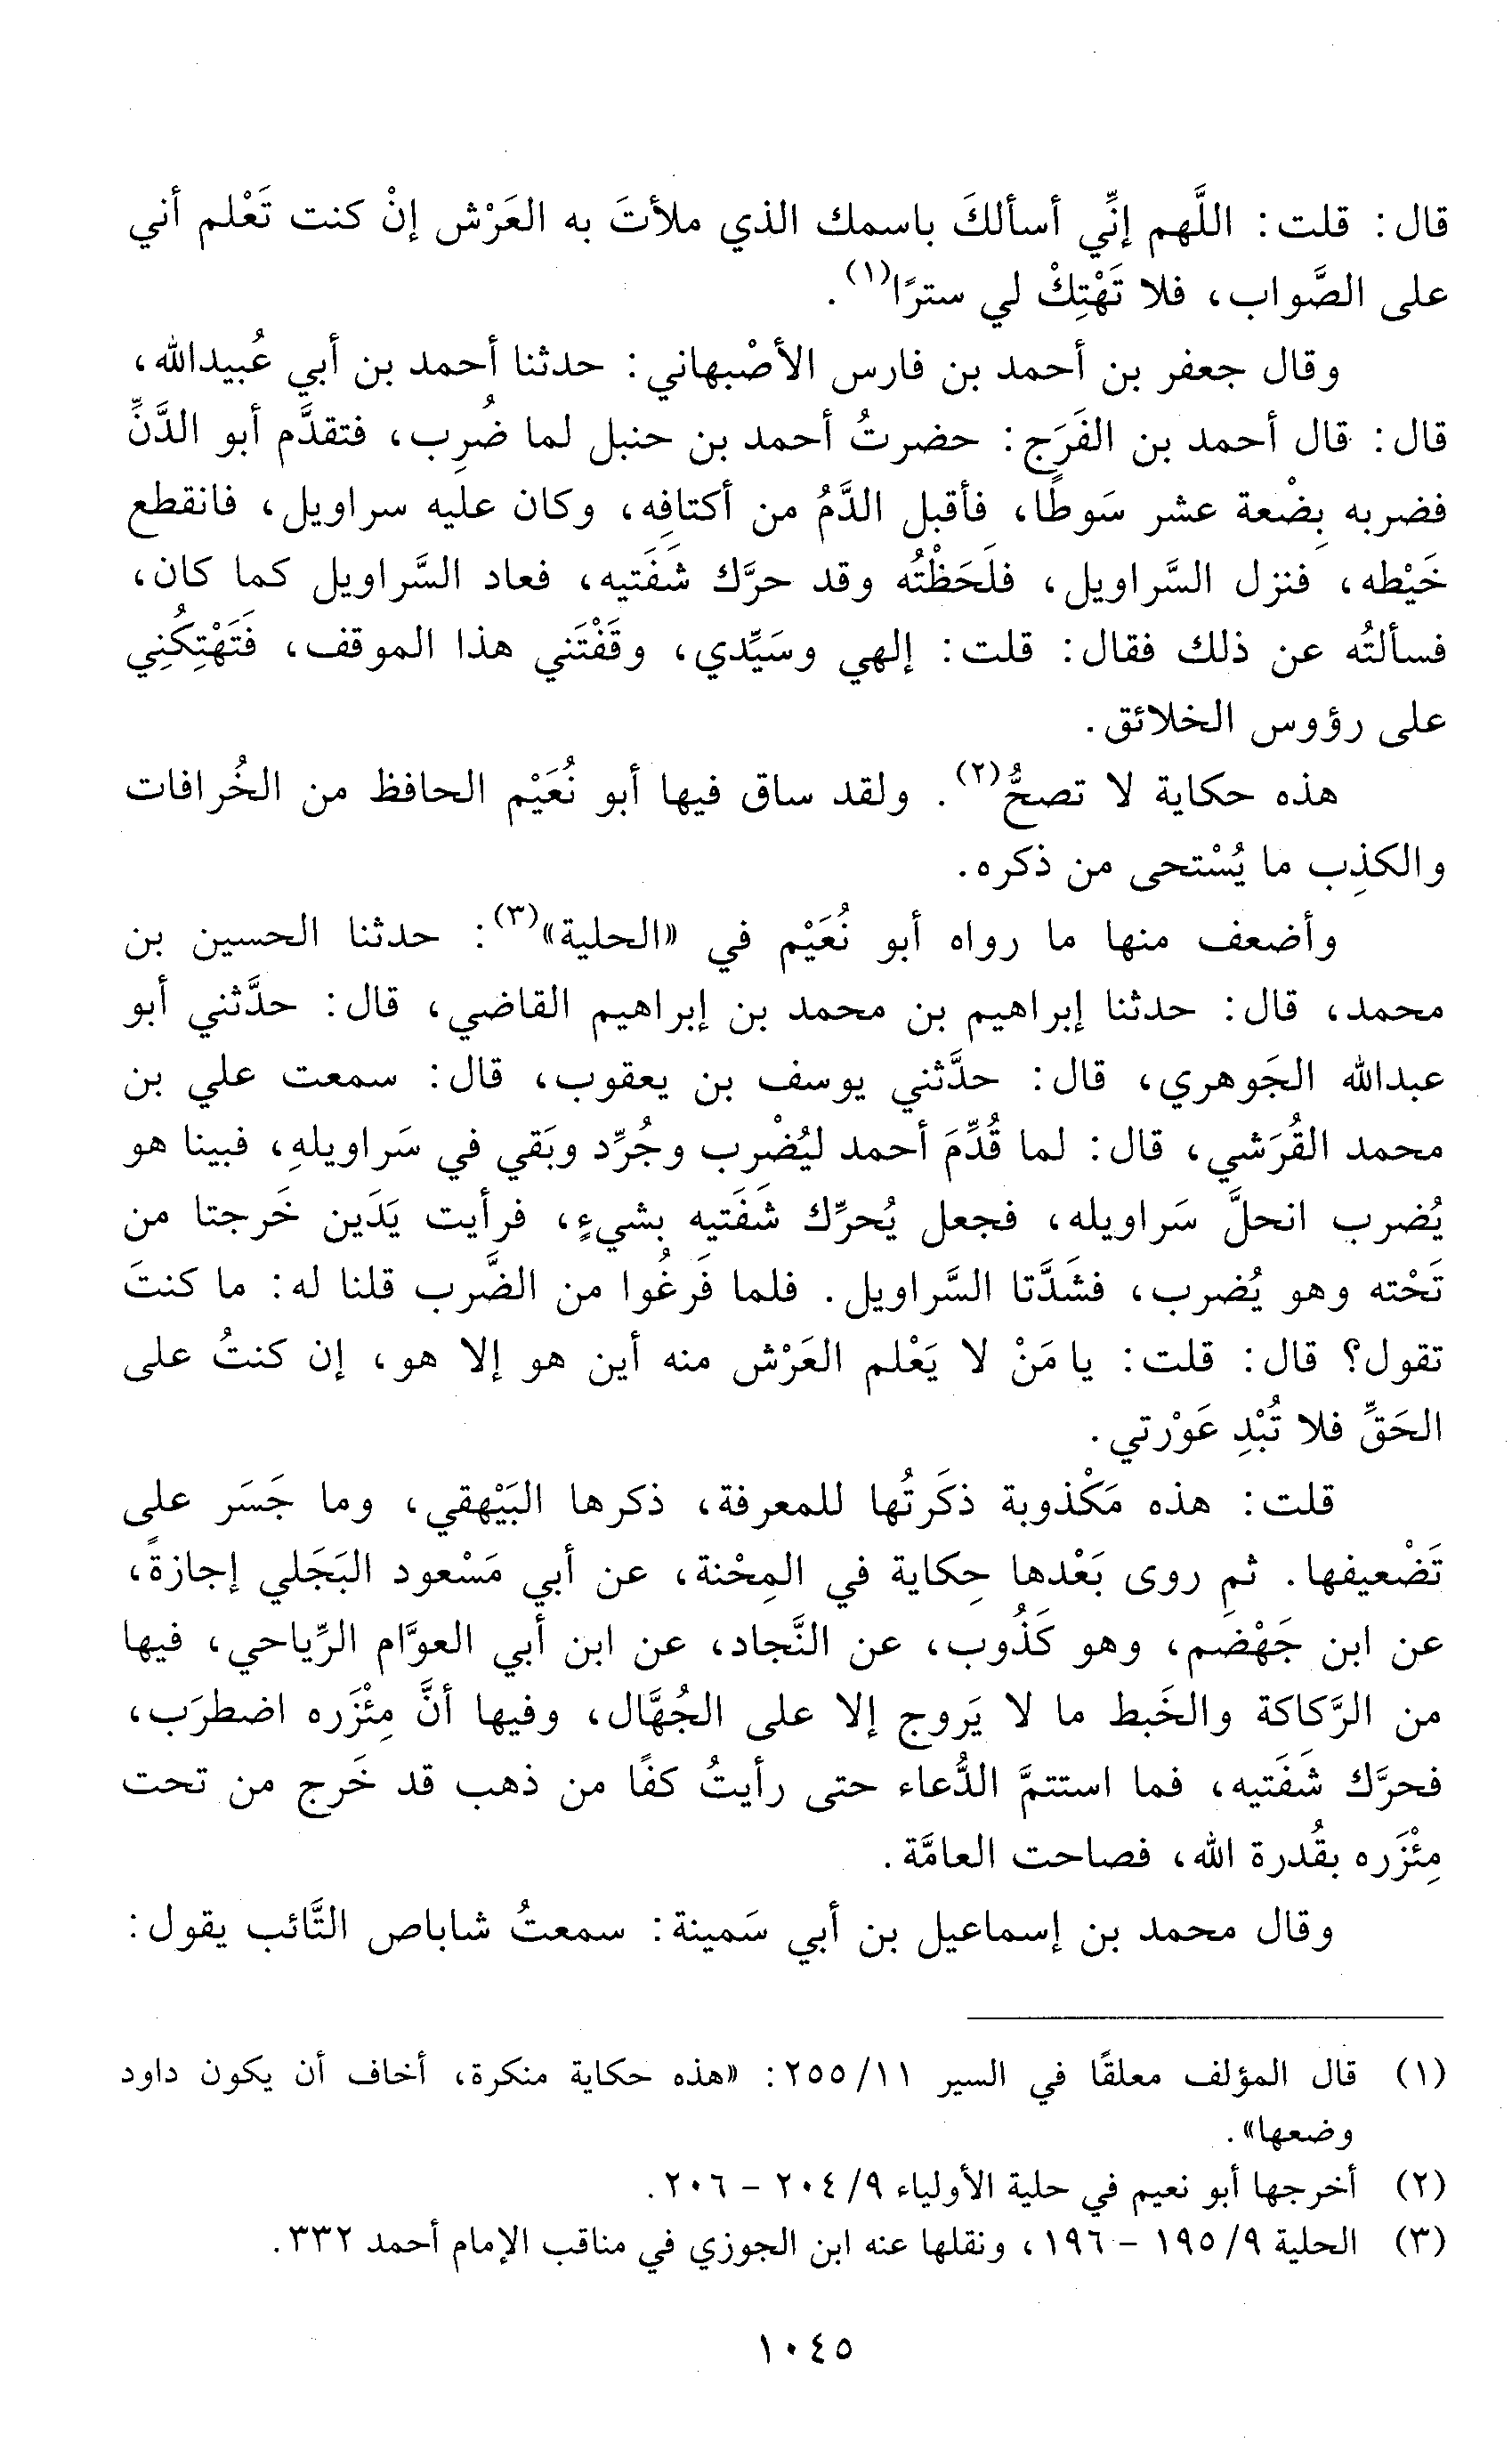 قال: قلت: اللَّهم إنِّي أسألكَ باسمك الذي ملأتَ به العَرْش إنْ كنت تَعْلم أني
على الصَّواب، فلا تَهْتِكْ لي سترًا(١).
وقال جعفر بن أحمد بن فارس الأصْبهاني: حدثنا أحمد بن أبي عُبيدالله،
قال: قال أحمد بن الفَرَج: حضرتُ أحمد بن حنبل لما ضُرِب، فتقدَّم أبو الدَّنِّ
فضربه بِضْعة عشر سَوطًا، فأقبل الدَّمُ من أكتافِه، وكان عليه سراويل، فانقطع
خَيْطه، فنزل السَّراويل، فلَحَظْتُه وقد حرَّك شَفَتيه، فعاد السَّراويل كما كان،
فسألتُه عن ذلك فقال: قلت: إلهي وسَيِّدي، وقَفْتَني هذا الموقف، فَتَهْتِكُنِي
على رؤوس الخلائق.
هذه حكاية لا تصحُّ(٢). ولقد ساق فيها أبو نُعَيْم الحافظ من الخُرافات
والكذِب ما يُسْتحى من ذكره.
وأضعف منها ما رواه أبو نُعَيْم في «الحلية»(٣): حدثنا الحسين بن
محمد، قال: حدثنا إبراهيم بن محمد بن إبراهيم القاضي، قال: حدَّثني أبو
عبدالله الجَوهري، قال: حدَّثني يوسف بن يعقوب، قال: سمعت علي بن
محمد القُرَشي، قال: لما قُدِّمَ أحمد ليُضْرب وجُرِّد وبَقي في سَراويلهِ، فبينا هو
يُضرب انحلَّ سَراويله، فجعل يُحرِّك شَفَتيه بشيءٍ، فرأيت يَدَين خَرجتا من
تَحْته وهو يُضرب، فشَدَّتا السَّراويل. فلما فَرغُوا من الضَّرب قلنا له: ما كنتَ
تقول؟ قال: قلت: يا مَنْ لا يَعْلم العَرْش منه أين هو إلا هو، إن كنتُ على
الحَقِّ فلا تُبْدِ عَوْرتي.
قلت: هذه مَكْذوبة ذكَرتُها للمعرفة، ذكرها البَيْهقي، وما جَسَر على
تَضْعيفها. ثم روى بَعْدها حِكاية في المِحْنة، عن أبي مَسْعود البَجَلي إجازةً،
عن ابن جَهْضَم، وهو كَذُوب، عن النَّجاد، عن ابن أبي العوَّام الرِّياحي، فيها
من الرَّكاكة والخَبط ما لا يَروج إلا على الجُهَّال، وفيها أنَّ مِئْزَره اضطرَب،
فحرَّك شَفَتيه، فما استتمَّ الدُّعاء حتى رأيتُ كفًا من ذهب قد خَرج من تحت
مِئْزَره بقُدرة الله، فصاحت العامَّة.
وقال محمد بن إسماعيل بن أبي سَمينة: سمعتُ شاباص التَّائب يقول:
(١) قال المؤلف معلقًا في السير ١١/ ٢٥٥: «هذه حكاية منكرة، أخاف أن يكون داود
وضعها».
(٢) أخرجها أبو نعيم في حلية الأولياء ٩/ ٢٠٤ - ٢٠٦.
(٣) الحلية ٩/ ١٩٥ - ١٩٦، ونقلها عنه ابن الجوزي في مناقب الإمام أحمد ٣٣٢.
١٠٤٥